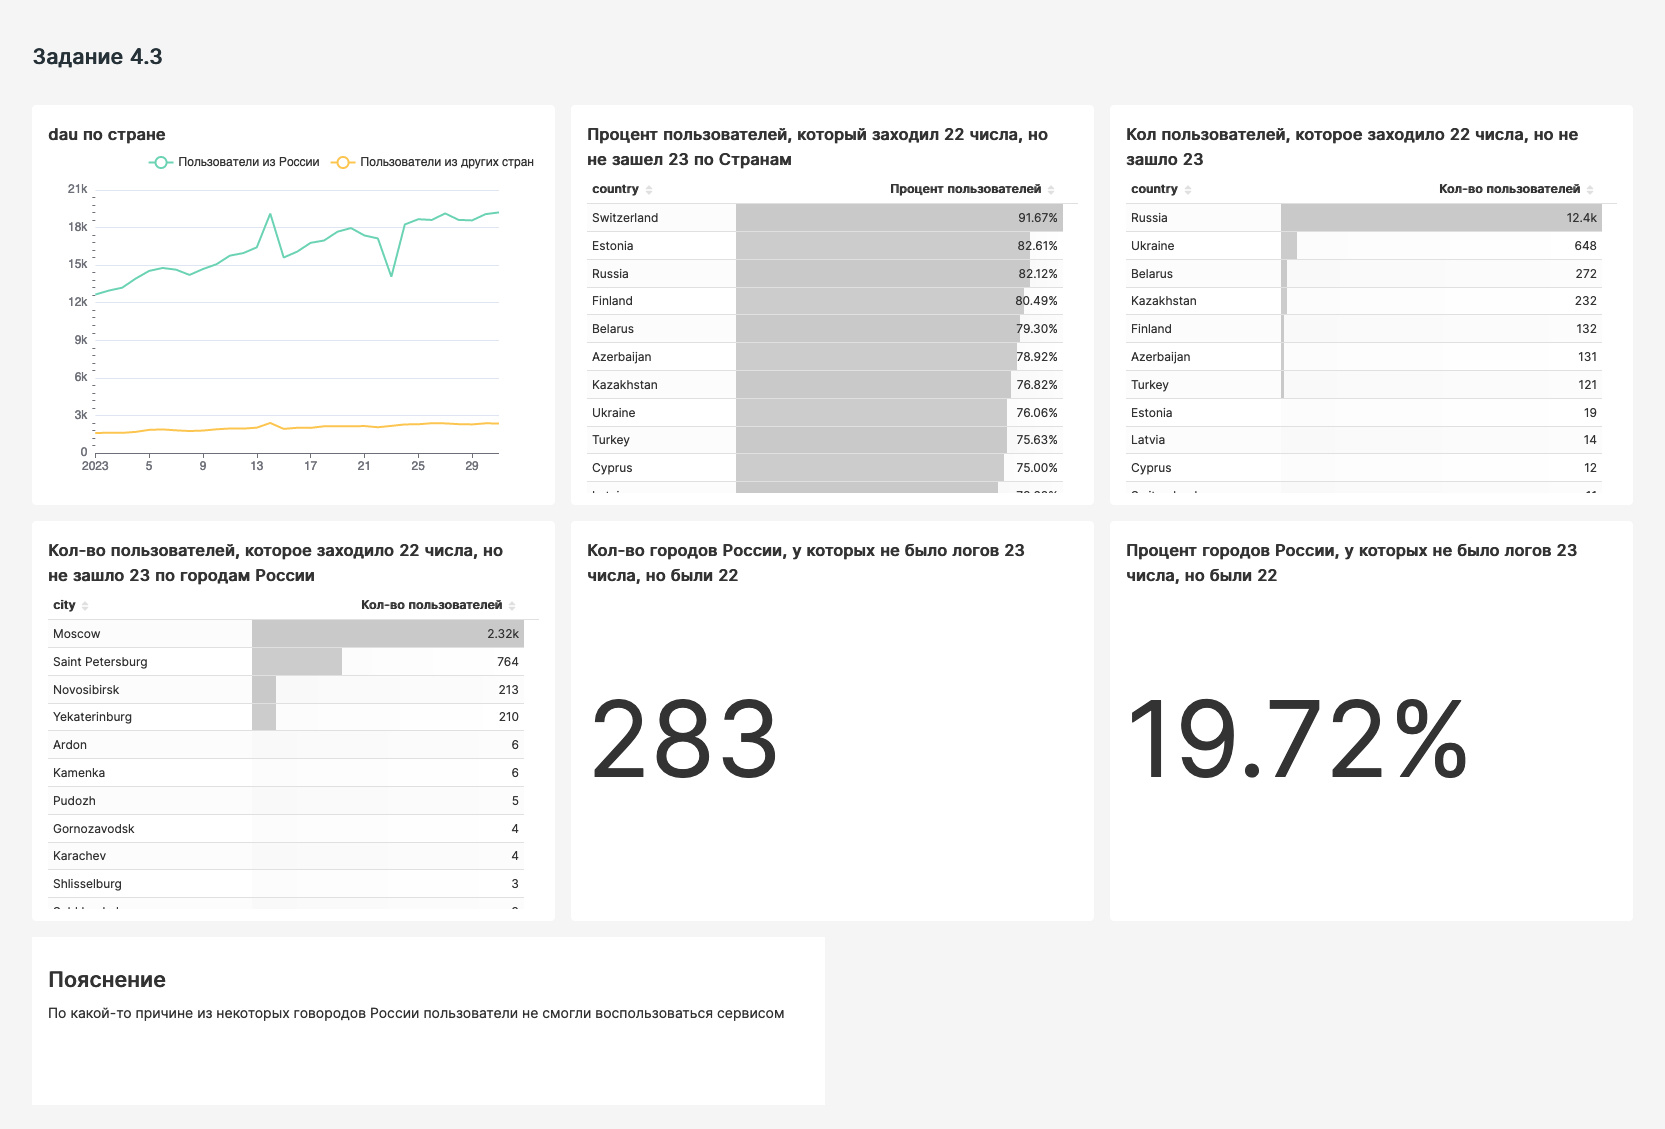 Задание 4.3
dau по стране
Пользователи из России
Пользователи из других стран
21k
18k
15k
12k
9k
6k
3k
0
2023 5 9 13 17 21 25 29
Процент пользователей, который заходил 22 числа, но
не зашел 23 по Странам
country Процент пользователей
Switzerland 91.67%
Estonia 82.61%
Russia 82.12%
Finland 80.49%
Belarus 79.30%
Azerbaijan 78.92%
Kazakhstan 76.82%
Ukraine 76.06%
Turkey 75.63%
Cyprus 75.00%
Кол пользователей, которое заходило 22 числа, но не
зашло 23
country Кол-во пользователей
Russia 12.4k
Ukraine 648
Belarus 272
Kazakhstan 232
Finland 132
Azerbaijan 131
Turkey 121
Estonia 19
Latvia 14
Cyprus 12
Кол-во пользователей, которое заходило 22 числа, но
не зашло 23 по городам России
city Кол-во пользователей
Moscow 2.32k
Saint Petersburg 764
Novosibirsk 213
Yekaterinburg 210
Ardon 6
Kamenka 6
Pudozh 5
Gornozavodsk 4
Karachev 4
Shlisselburg 3
Кол-во городов России, у которых не было логов 23
числа, но были 22
283
Процент городов России, у которых не было логов 23
числа, но были 22
19.72%
Пояснение
По какой-то причине из некоторых говородов России пользователи не смогли воспользоваться сервисом